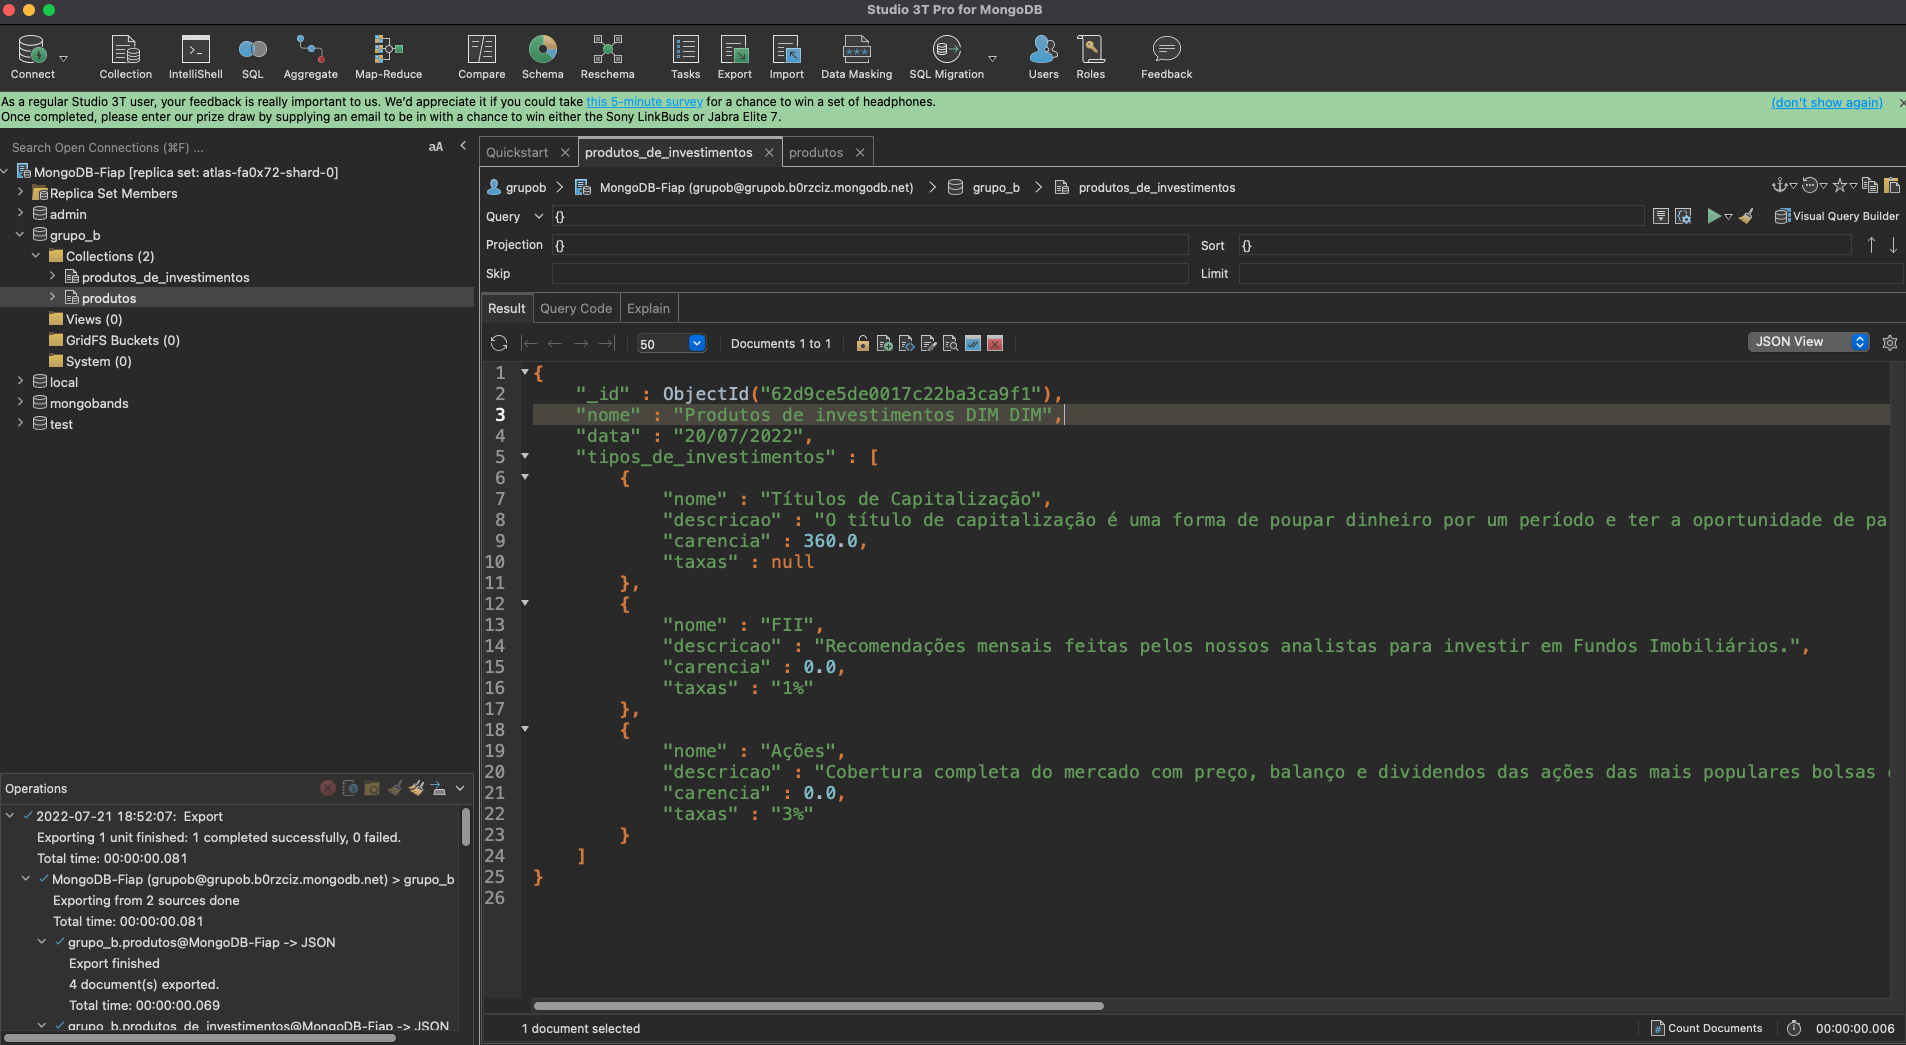 Studio 3T Pro for MongoDB
Connect Collection IntelliShell SQL Aggregate Map-Reduce Compare Schema Reschema Tasks Export Import Data Masking SQL Migration Users Roles Feedback
As a regular Studio 3T user, your feedback is really important to us. We'd appreciate it if you could take this 5-minute survey for a chance to win a set of headphones. (don't show again)
Once completed, please enter our prize draw by supplying an email to be in with a chance to win either the Sony LinkBuds or Jabra Elite 7.
Search Open Connections (⌘F) ... aA
MongoDB-Fiap [replica set: atlas-fa0x72-shard-0]
Replica Set Members
admin
grupo_b
Collections (2)
produtos_de_investimentos
produtos
Views (0)
GridFS Buckets (0)
System (0)
local
mongobands
test
Operations
2022-07-21 18:52:07: Export
Exporting 1 unit finished: 1 completed successfully, 0 failed.
Total time: 00:00:00.081
MongoDB-Fiap (grupob@grupob.b0rzciz.mongodb.net) > grupo_b
Exporting from 2 sources done
Total time: 00:00:00.081
grupo_b.produtos@MongoDB-Fiap -> JSON
Export finished
4 document(s) exported.
Total time: 00:00:00.069
grupo_b.produtos_de_investimentos@MongoDB-Fiap -> JSON
Quickstart produtos_de_investimentos produtos
grupob MongoDB-Fiap (grupob@grupob.b0rzciz.mongodb.net) grupo_b produtos_de_investimentos
Query {} Visual Query Builder
Projection {} Sort {}
Skip Limit
Result Query Code Explain
50 Documents 1 to 1 JSON View
1 {
2 "_id" : ObjectId("62d9ce5de0017c22ba3ca9f1"),
3 "nome" : "Produtos de investimentos DIM DIM",
4 "data" : "20/07/2022",
5 "tipos_de_investimentos" : [
6 {
7 "nome" : "Títulos de Capitalização",
8 "descricao" : "O título de capitalização é uma forma de poupar dinheiro por um período e ter a oportunidade de pa
9 "carencia" : 360.0,
10 "taxas" : null
11 },
12 {
13 "nome" : "FII",
14 "descricao" : "Recomendações mensais feitas pelos nossos analistas para investir em Fundos Imobiliários.",
15 "carencia" : 0.0,
16 "taxas" : "1%"
17 },
18 {
19 "nome" : "Ações",
20 "descricao" : "Cobertura completa do mercado com preço, balanço e dividendos das ações das mais populares bolsas
21 "carencia" : 0.0,
22 "taxas" : "3%"
23 }
24 ]
25 }
26
1 document selected Count Documents 00:00:00.006